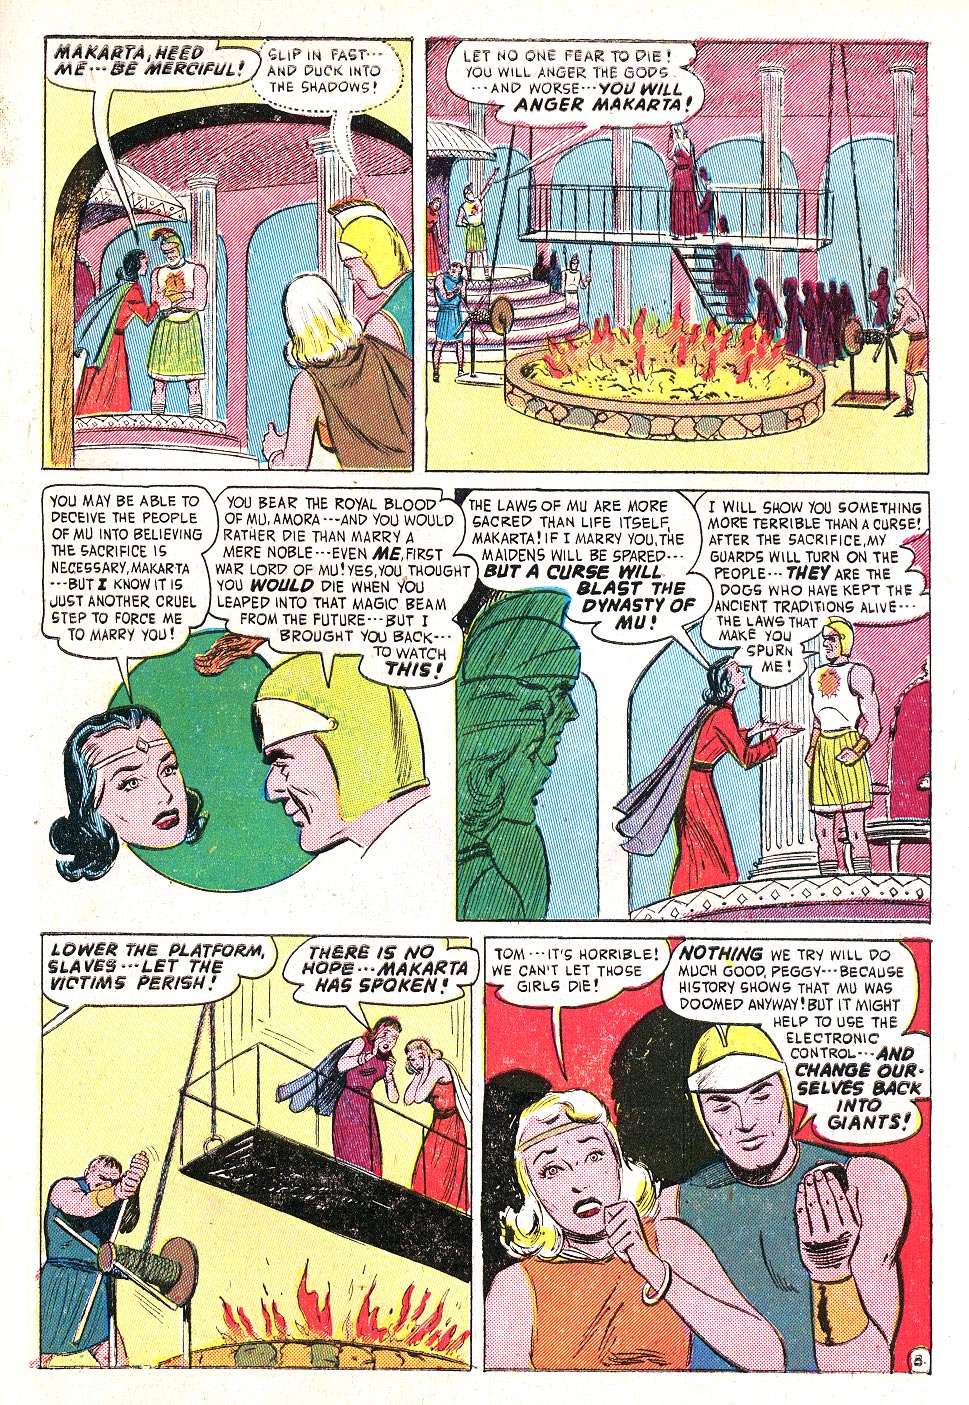 MAKARTA, HEED
ME---BE MERCIFUL!
SLIP IN FAST---
AND DUCK INTO
THE SHADOWS!
LET NO ONE FEAR TO DIE!
YOU WILL ANGER THE GODS
---AND WORSE---YOU WILL
ANGER MAKARTA!
YOU MAY BE ABLE TO
DECEIVE THE PEOPLE
OF MU INTO BELIEVING
THE SACRIFICE IS
NECESSARY, MAKARTA
---BUT I KNOW IT IS
JUST ANOTHER CRUEL
STEP TO FORCE ME
TO MARRY YOU!
YOU BEAR THE ROYAL BLOOD
OF MU, AMORA---AND YOU WOULD
RATHER DIE THAN MARRY A
MERE NOBLE---EVEN ME, FIRST
WAR LORD OF MU! YES, YOU THOUGHT
YOU WOULD DIE WHEN YOU
LEAPED INTO THAT MAGIC BEAM
FROM THE FUTURE---BUT I
BROUGHT YOU BACK---
TO WATCH
THIS!
THE LAWS OF MU ARE MORE
SACRED THAN LIFE ITSELF,
MAKARTA! IF I MARRY YOU, THE
MAIDENS WILL BE SPARED---
BUT A CURSE WILL
BLAST THE
DYNASTY OF
MU!
I WILL SHOW YOU SOMETHING
MORE TERRIBLE THAN A CURSE!
AFTER THE SACRIFICE, MY
GUARDS WILL TURN ON THE
PEOPLE---THEY ARE THE
DOGS WHO HAVE KEPT THE
ANCIENT TRADITIONS ALIVE---
THE LAWS THAT
MAKE YOU
SPURN
ME!
LOWER THE PLATFORM,
SLAVES---LET THE
VICTIMS PERISH!
THERE IS NO
HOPE---MAKARTA
HAS SPOKEN!
TOM---IT'S HORRIBLE!
WE CAN'T LET THOSE
GIRLS DIE!
NOTHING WE TRY WILL DO
MUCH GOOD, PEGGY---BECAUSE
HISTORY SHOWS THAT MU WAS
DOOMED ANYWAY! BUT IT MIGHT
HELP TO USE THE
ELECTRONIC
CONTROL---AND
CHANGE OUR-
SELVES BACK
INTO
GIANTS!